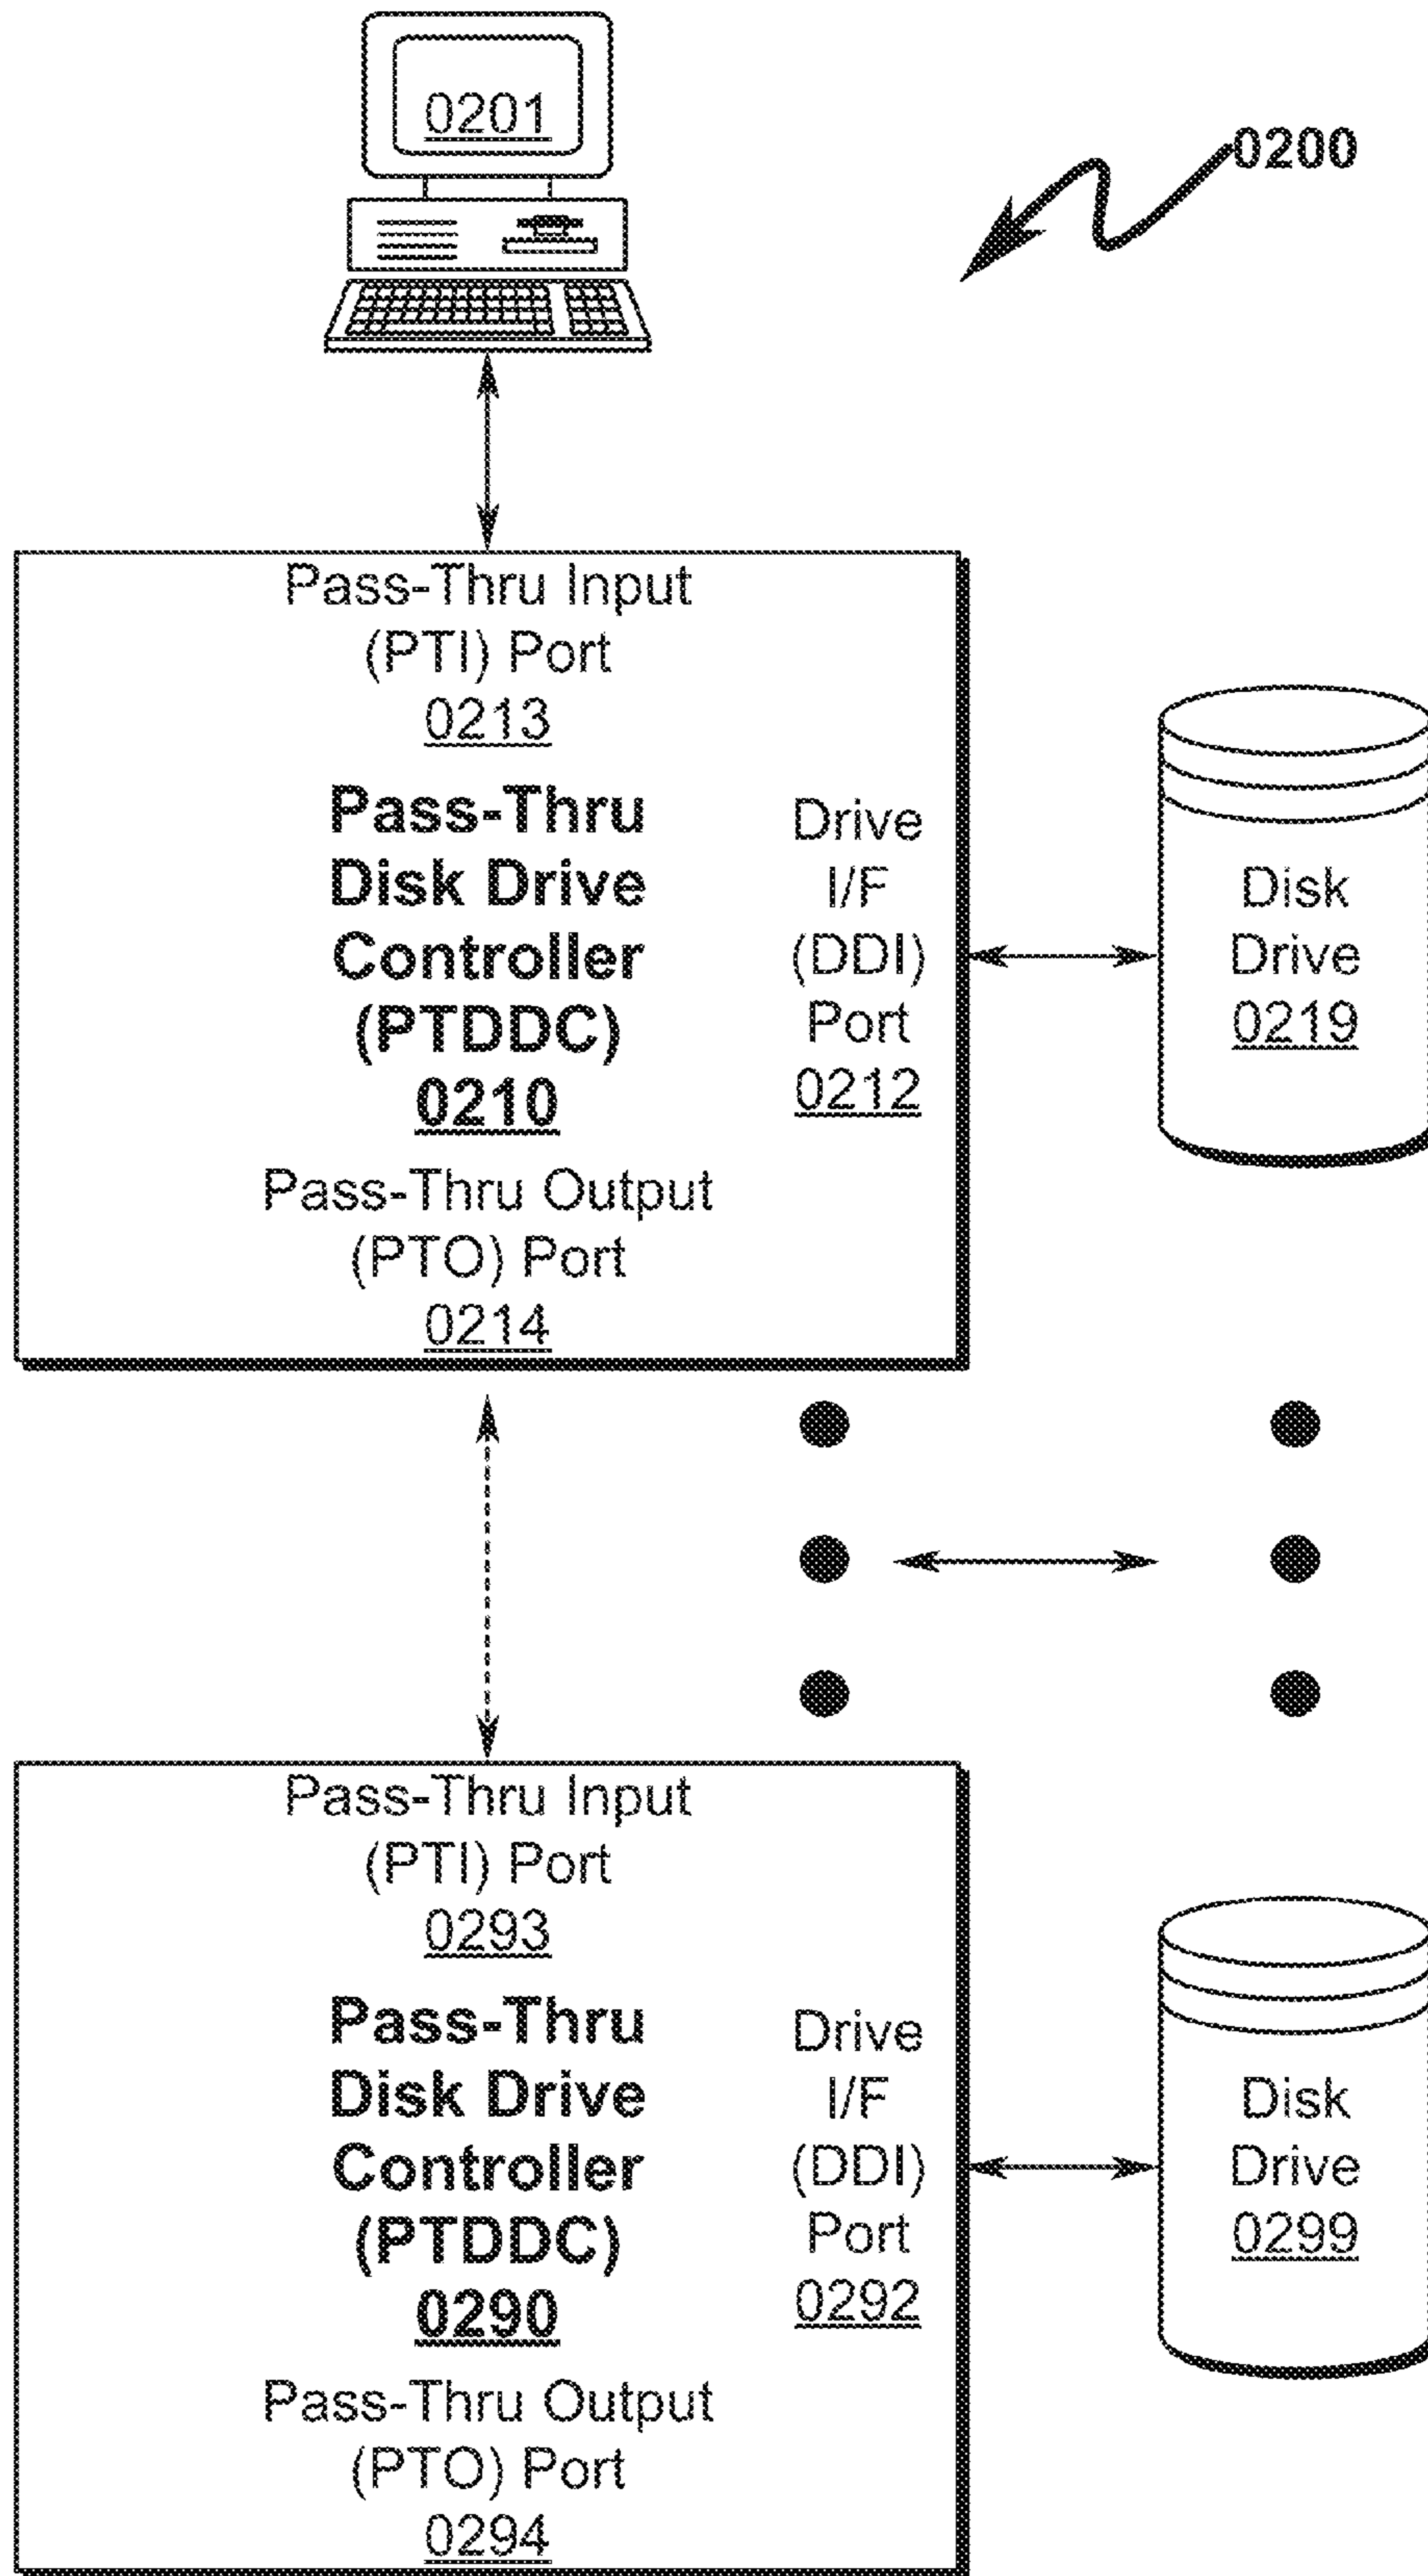 0201
0200
Pass-Thru Input
(PTI) Port
0213
Pass-Thru
Disk Drive
Controller
(PTDDC)
0210
Pass-Thru Output
(PTO) Port
0214
Drive
I/F
(DDI)
Port
0212
Disk
Drive
0219
Pass-Thru Input
(PTI) Port
0293
Pass-Thru
Disk Drive
Controller
(PTDDC)
0290
Pass-Thru Output
(PTO) Port
0294
Drive
I/F
(DDI)
Port
0292
Disk
Drive
0299